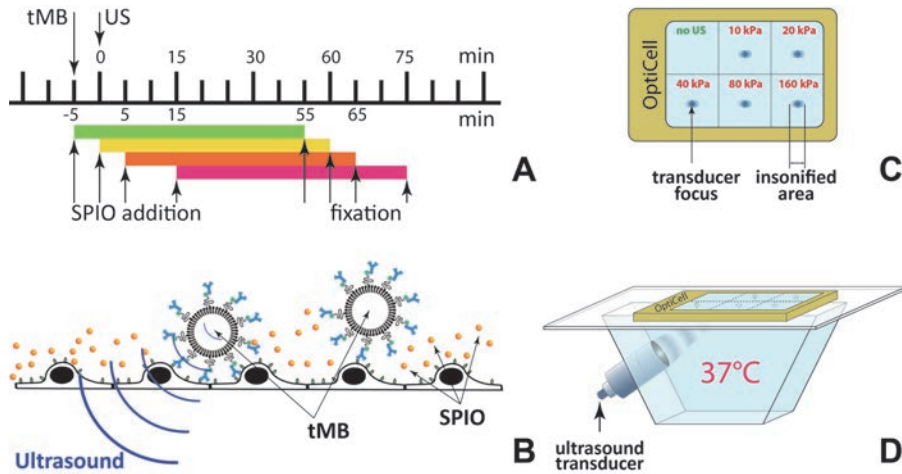 tMB
US
0
15
30
45
60
75
min
-5
5
15
55
65
min
SPIO addition
fixation
A
OptiCell
no US
10 kPa
20 kPa
40 kPa
80 kPa
160 kPa
transducer
focus
insonified
area
C
Ultrasound
tMB
SPIO
B
OptiCell
37°C
ultrasound
transducer
D